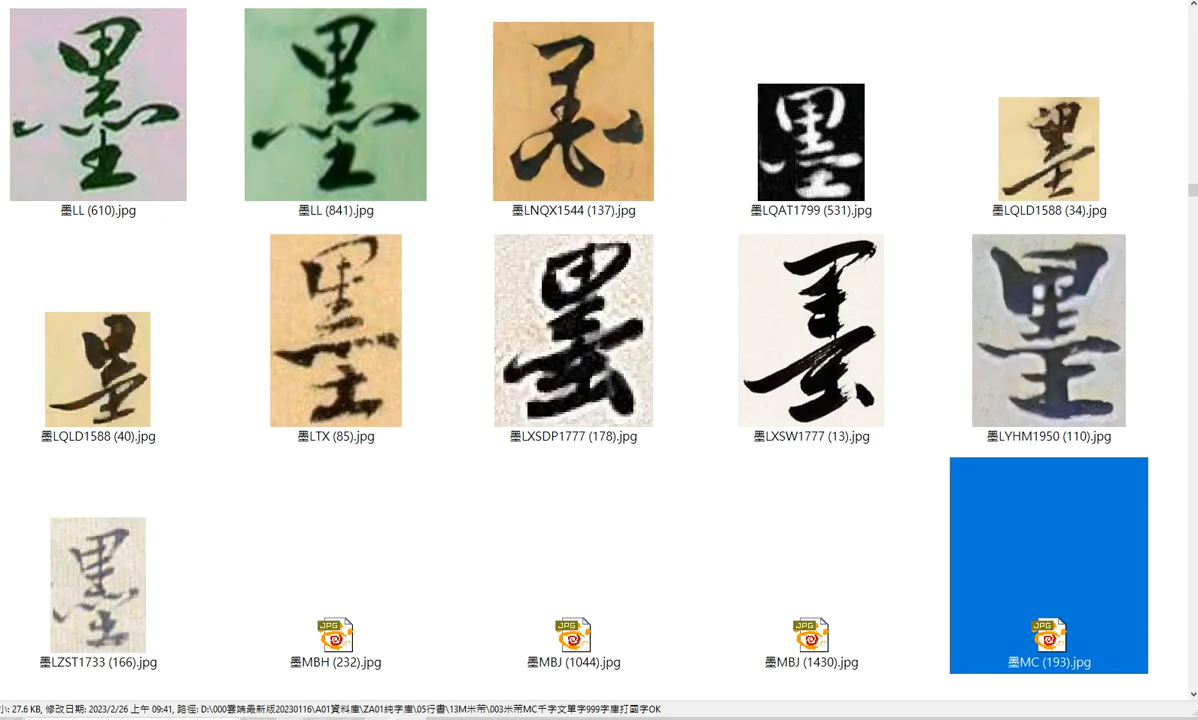 墨 墨 墨 墨 墨
墨LL (610).jpg 墨LL (841).jpg 墨LNQX1544 (137).jpg 墨LQAT1799 (531).jpg 墨LQLD1588 (34).jpg
墨 墨 墨 墨 墨
墨LQLD1588 (40).jpg 墨LTX (85).jpg 墨LXSDP1777 (178).jpg 墨LXSW1777 (13).jpg 墨LYHM1950 (110).jpg
墨 JPG JPG JPG JPG
墨LZST1733 (166).jpg 墨MBH (232).jpg 墨MBJ (1044).jpg 墨MBJ (1430).jpg 墨MC (193).jpg
小: 27.6 KB, 修改日期: 2023/2/26 上午 09:41, 路徑: D:\000雲端最新版20230116\A01資料庫\ZA01純字庫\05行書\13M米芾\003米芾MC千字文單字999字庫打國字OK